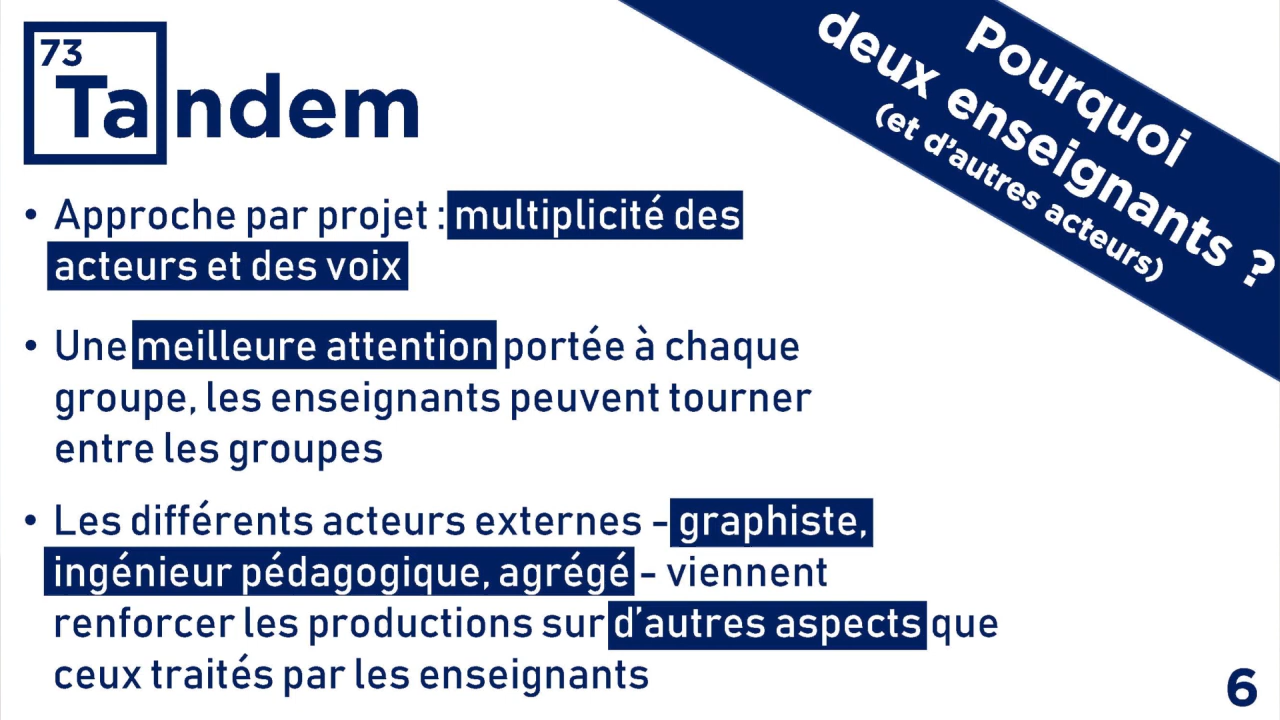 73
Tandem
Pourquoi
deux enseignants ?
(et d'autres acteurs)
• Approche par projet : multiplicité des
acteurs et des voix
• Une meilleure attention portée à chaque
groupe, les enseignants peuvent tourner
entre les groupes
• Les différents acteurs externes – graphiste,
ingénieur pédagogique, agrégé – viennent
renforcer les productions sur d'autres aspects que
ceux traités par les enseignants
6